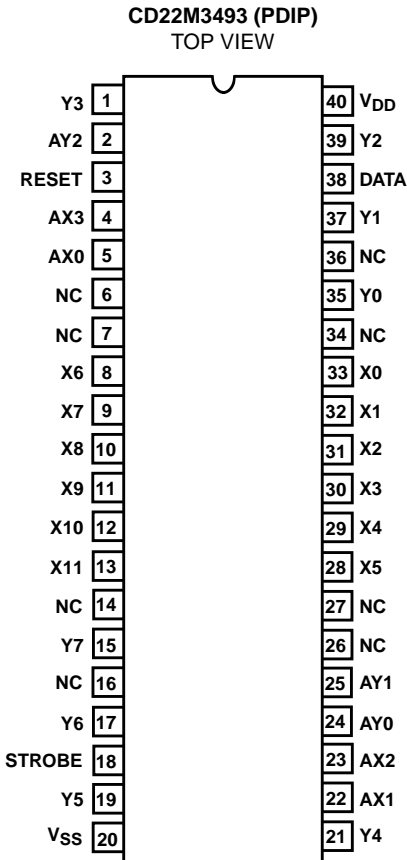 CD22M3493 (PDIP)
TOP VIEW
Y3 1 40 VDD
AY2 2 39 Y2
RESET 3 38 DATA
AX3 4 37 Y1
AX0 5 36 NC
NC 6 35 Y0
NC 7 34 NC
X6 8 33 X0
X7 9 32 X1
X8 10 31 X2
X9 11 30 X3
X10 12 29 X4
X11 13 28 X5
NC 14 27 NC
Y7 15 26 NC
NC 16 25 AY1
Y6 17 24 AY0
STROBE 18 23 AX2
Y5 19 22 AX1
VSS 20 21 Y4